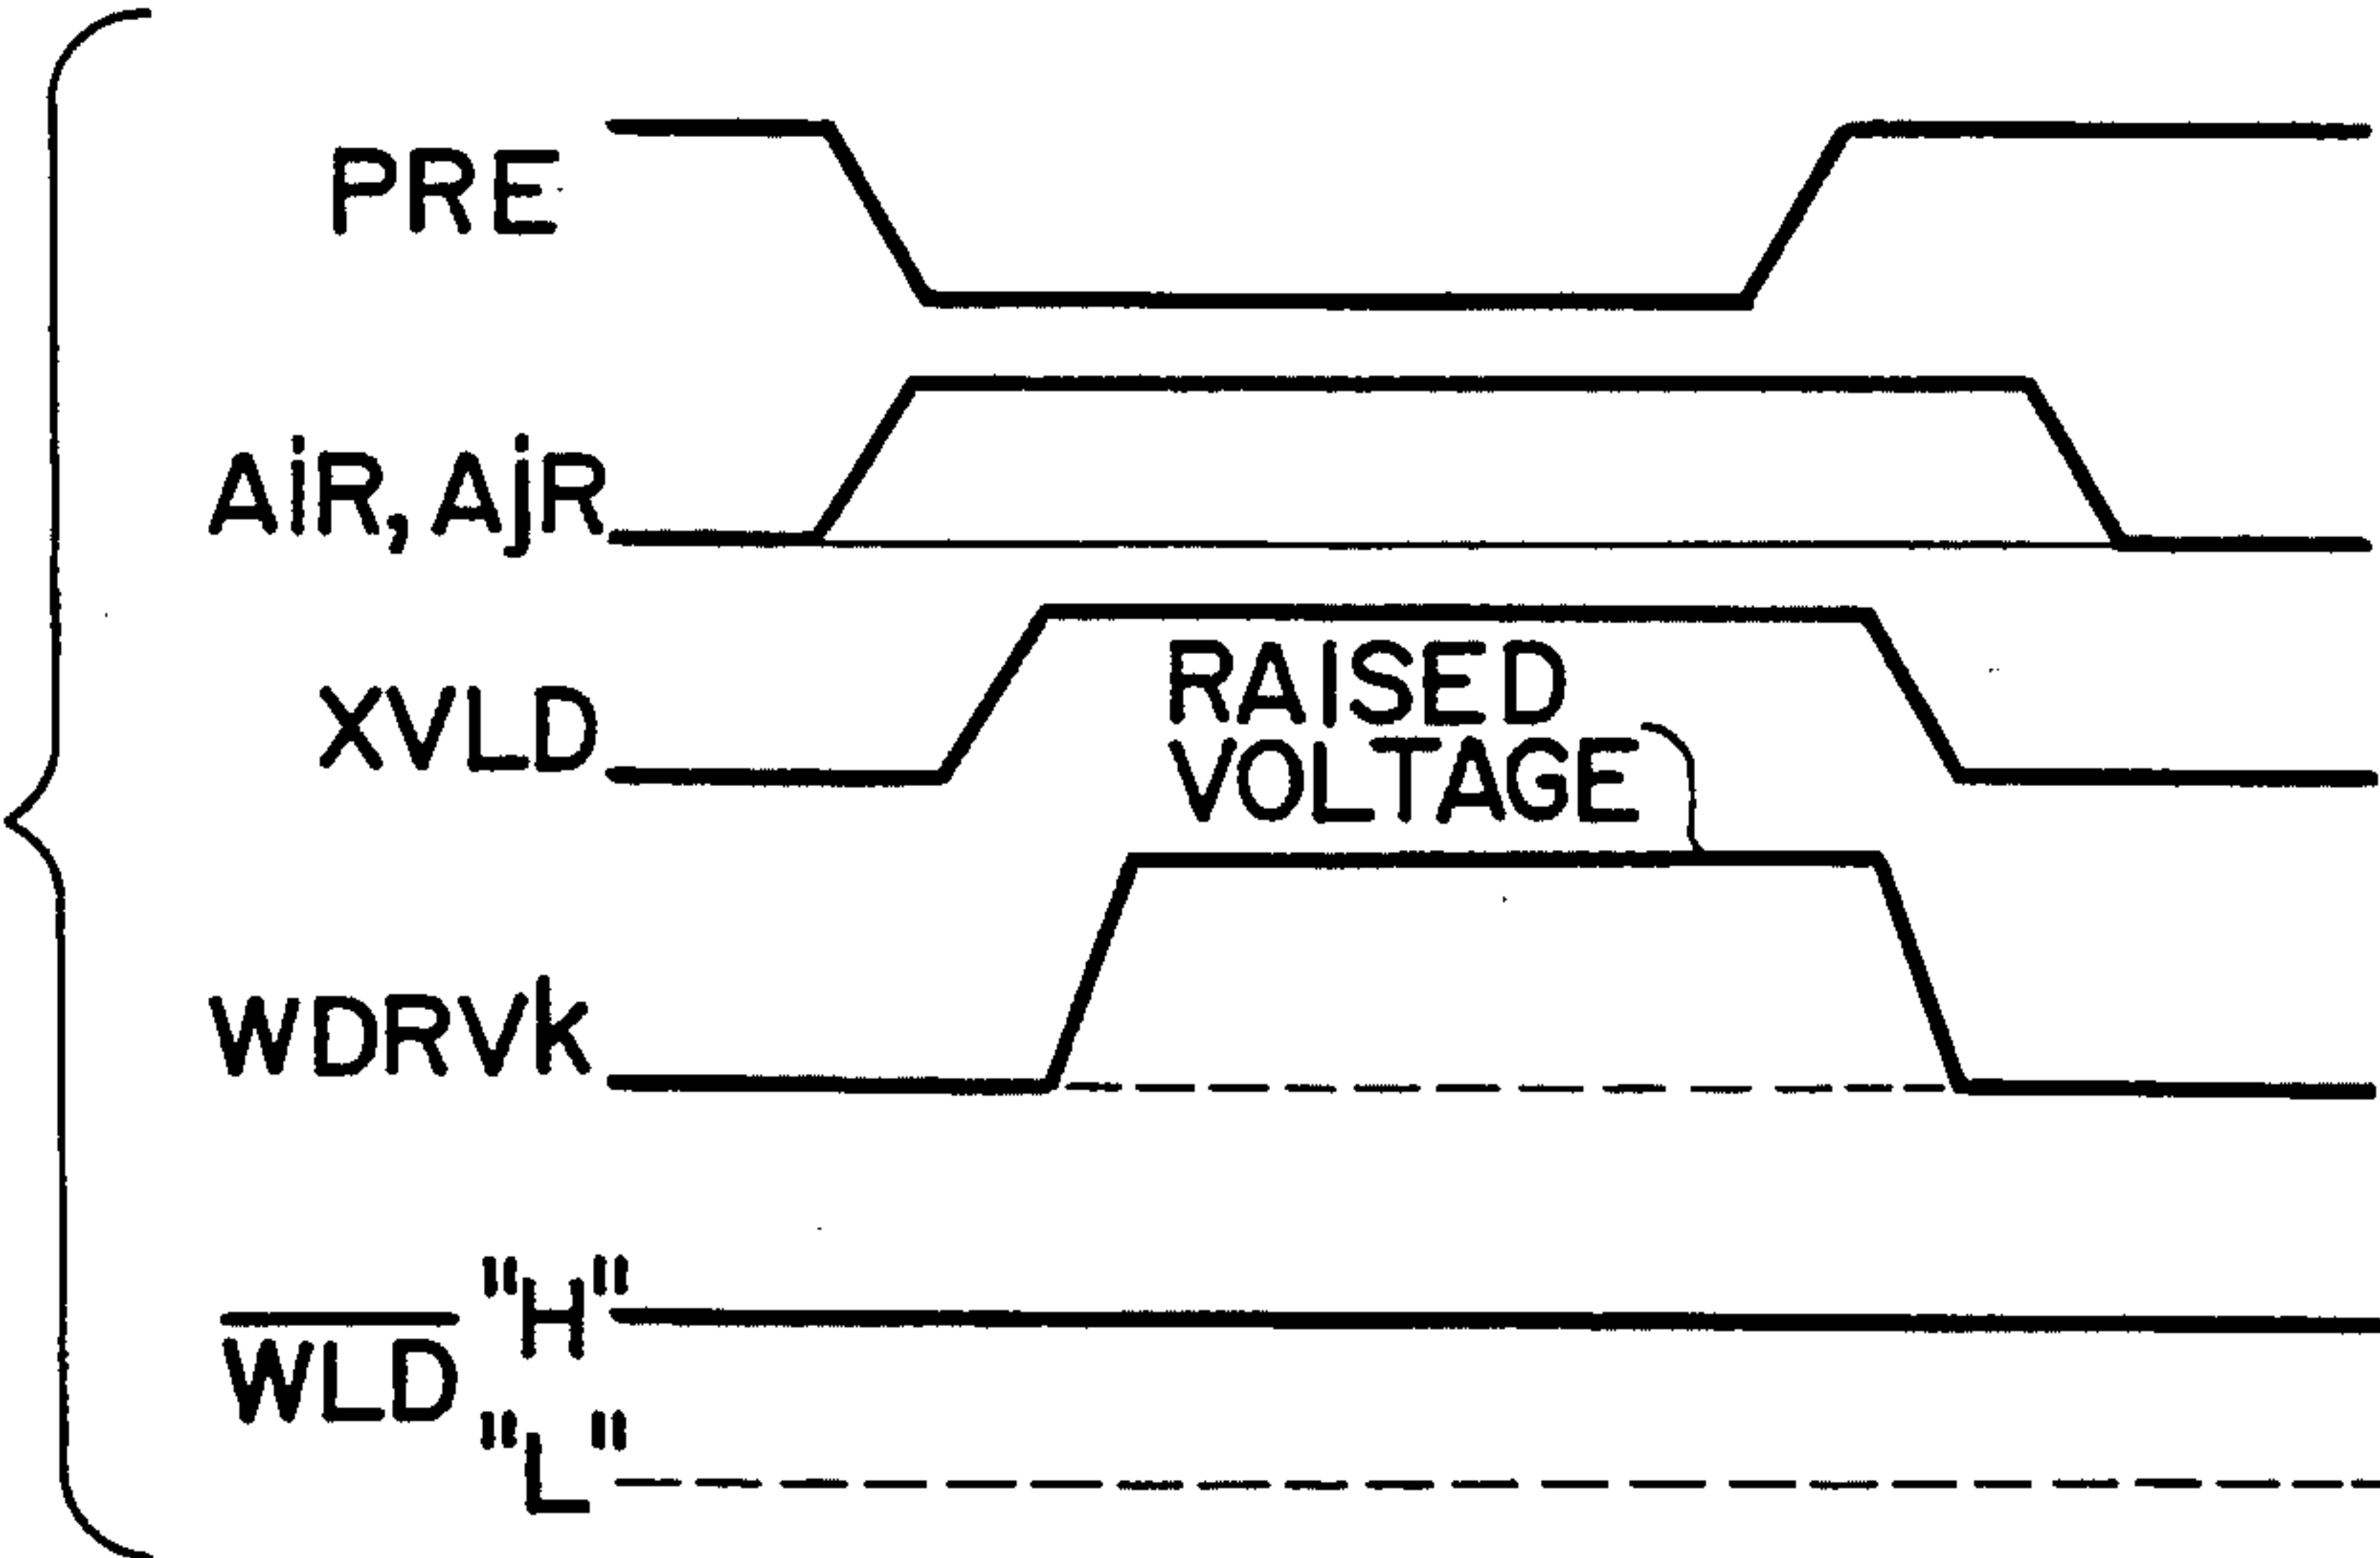 PRE
AiR, AjR
XVLD
RAISED
VOLTAGE
WDRVk
"H"
WLD
"L"